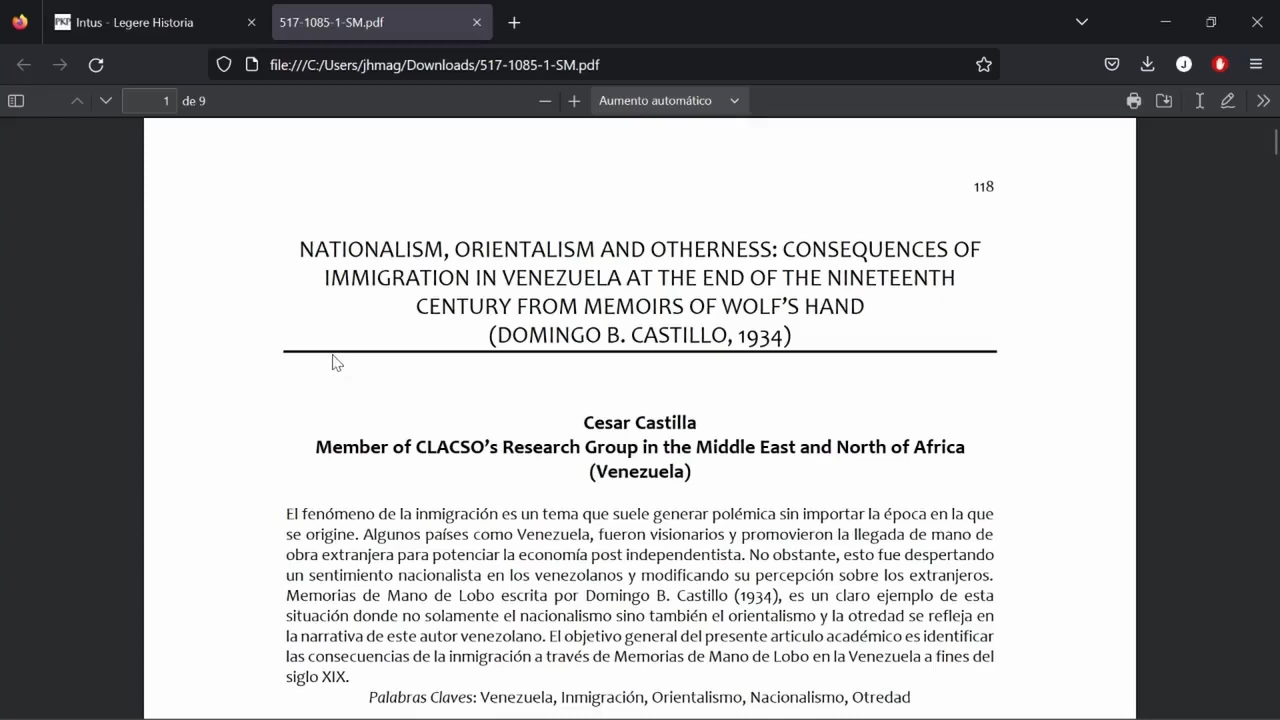 Intus - Legere Historia
517-1085-1-SM.pdf
file:///C:/Users/jhmag/Downloads/517-1085-1-SM.pdf
J
1 de 9
Aumento automático
118
NATIONALISM, ORIENTALISM AND OTHERNESS: CONSEQUENCES OF
IMMIGRATION IN VENEZUELA AT THE END OF THE NINETEENTH
CENTURY FROM MEMOIRS OF WOLF'S HAND
(DOMINGO B. CASTILLO, 1934)
Cesar Castilla
Member of CLACSO's Research Group in the Middle East and North of Africa
(Venezuela)
El fenómeno de la inmigración es un tema que suele generar polémica sin importar la época en la que
se origine. Algunos países como Venezuela, fueron visionarios y promovieron la llegada de mano de
obra extranjera para potenciar la economía post independentista. No obstante, esto fue despertando
un sentimiento nacionalista en los venezolanos y modificando su percepción sobre los extranjeros.
Memorias de Mano de Lobo escrita por Domingo B. Castillo (1934), es un claro ejemplo de esta
situación donde no solamente el nacionalismo sino también el orientalismo y la otredad se refleja en
la narrativa de este autor venezolano. El objetivo general del presente articulo académico es identificar
las consecuencias de la inmigración a través de Memorias de Mano de Lobo en la Venezuela a fines del
siglo XIX.
Palabras Claves: Venezuela, Inmigración, Orientalismo, Nacionalismo, Otredad